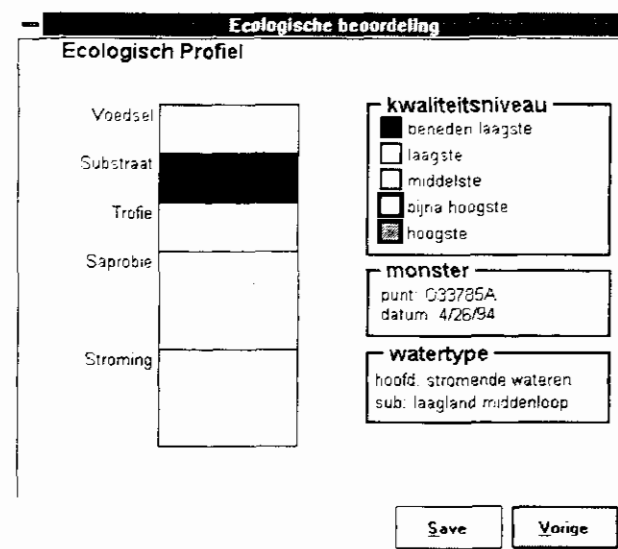 Ecologische beoordeling
Ecologisch Profiel
Voedsel
Substraat
Trofie
Saprobie
Stroming
kwaliteitsniveau
beneden laagste
laagste
middelste
bijna hoogste
hoogste
monster
punt: O33785A
datum: 4/26/94
watertype
hoofd: stromende wateren
sub: laagland middenloop
Save
Vorige